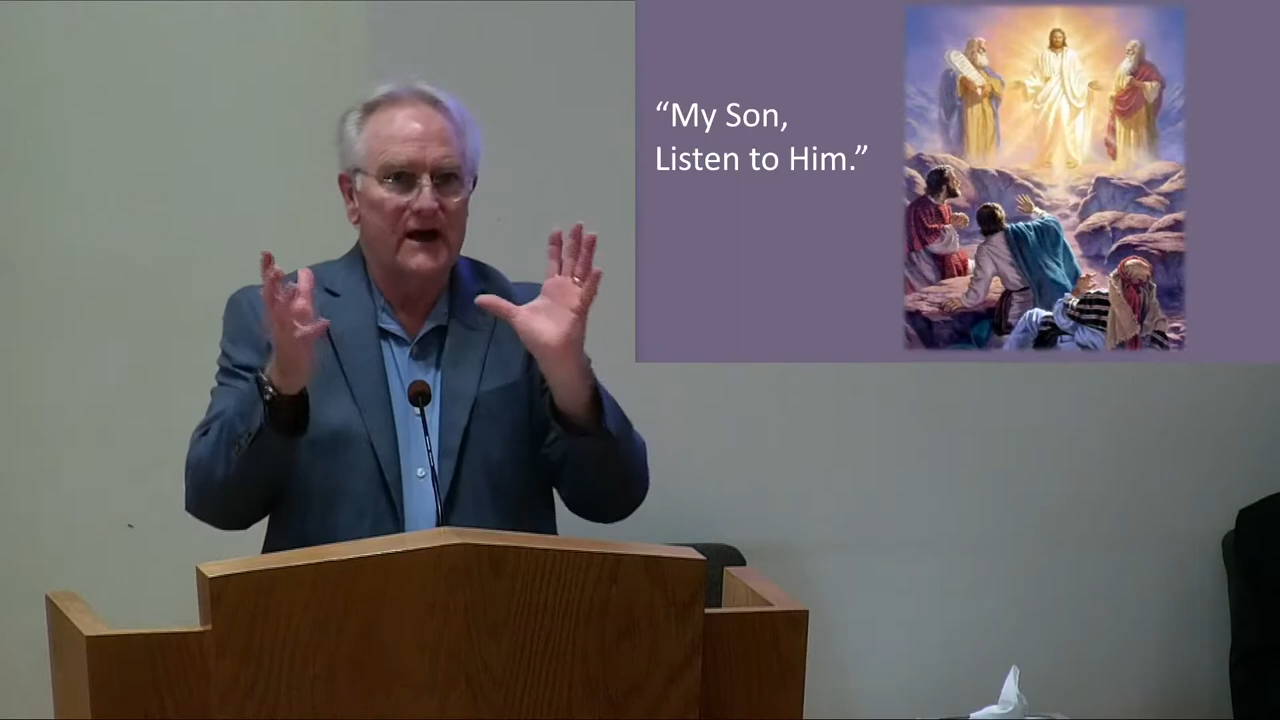 “My Son,
Listen to Him.”